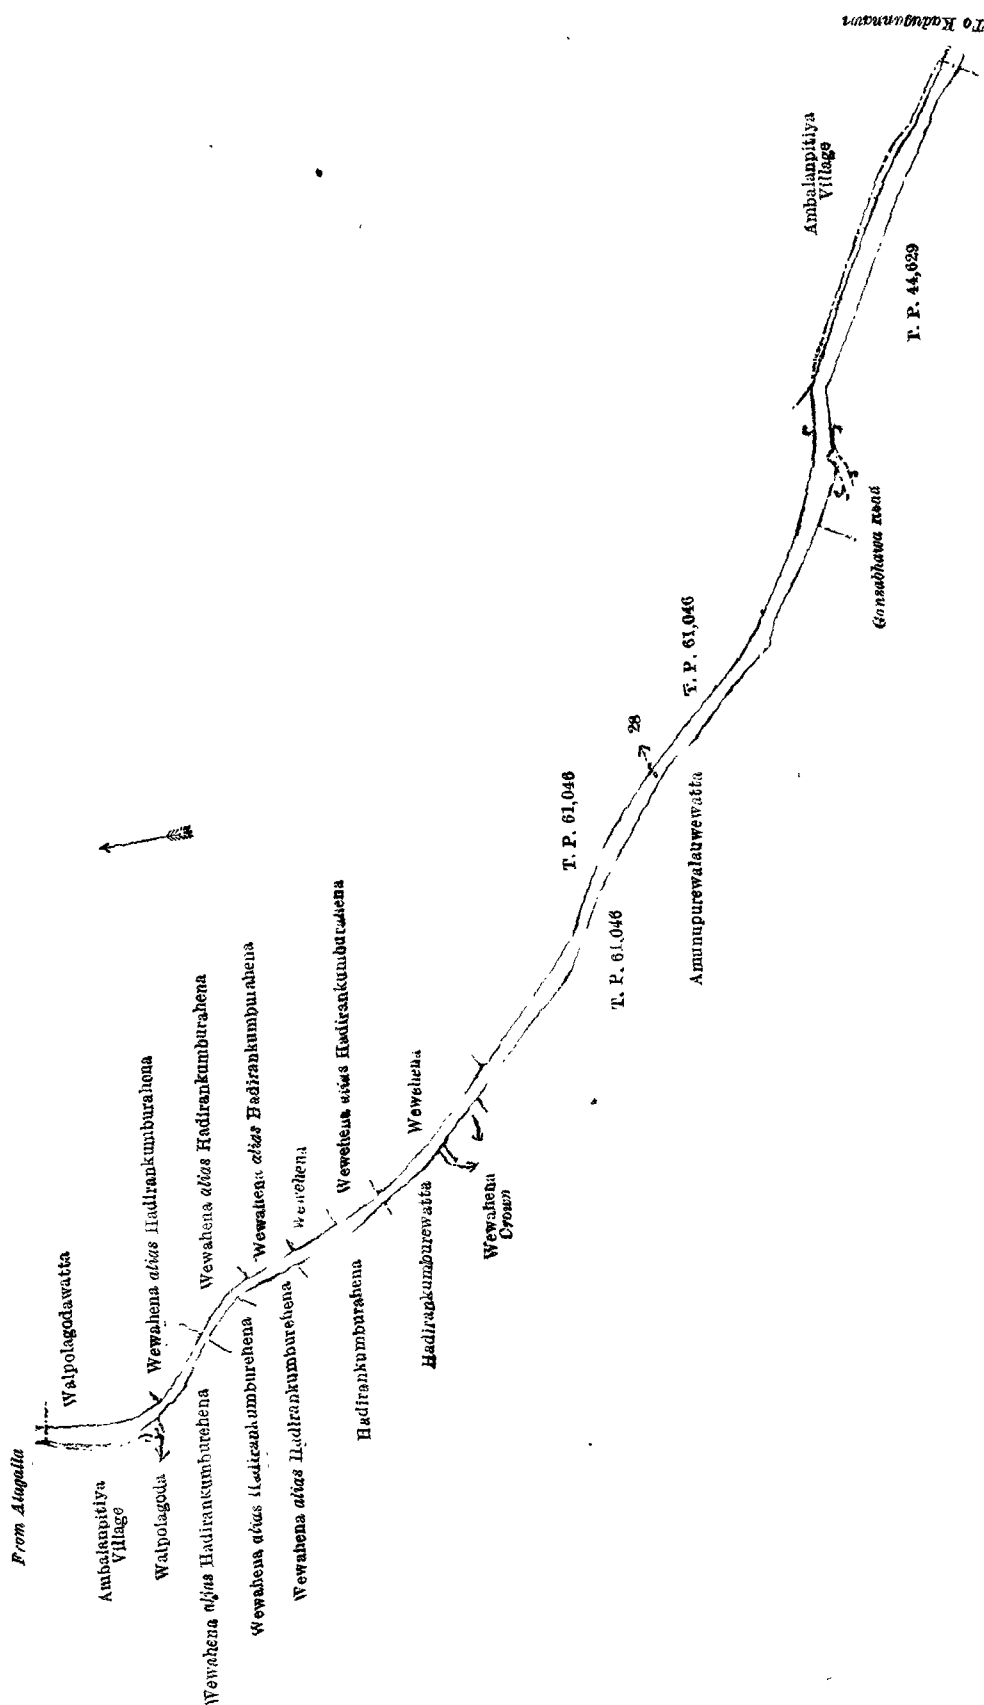 From Alagalla
Walpolagodawatta
Ambalanpitiya
Village
Walpolagoda
Wewahena alias Hadirankumburahena
Wewahena alias Hadirankumburehena
Wewahena alias Hadirankumburahena
Wewahena alias Hadirankumburehena
Wewahena alias Hadirankumburahena
Wewahena alias Hadirankumburehena
Wewehena
Wewehena alias Hadirankumburahena
Hadirankumburahena
Wewehena
Hadirankumburewatta
Wewahena
Crown
T. P. 61,046
T. P. 61,046
28
T. P. 61,046
Amunupurewalauwewatta
Gansabhawa Road
Ambalanpitiya
Village
T. P. 44,629
To Kadugannawa